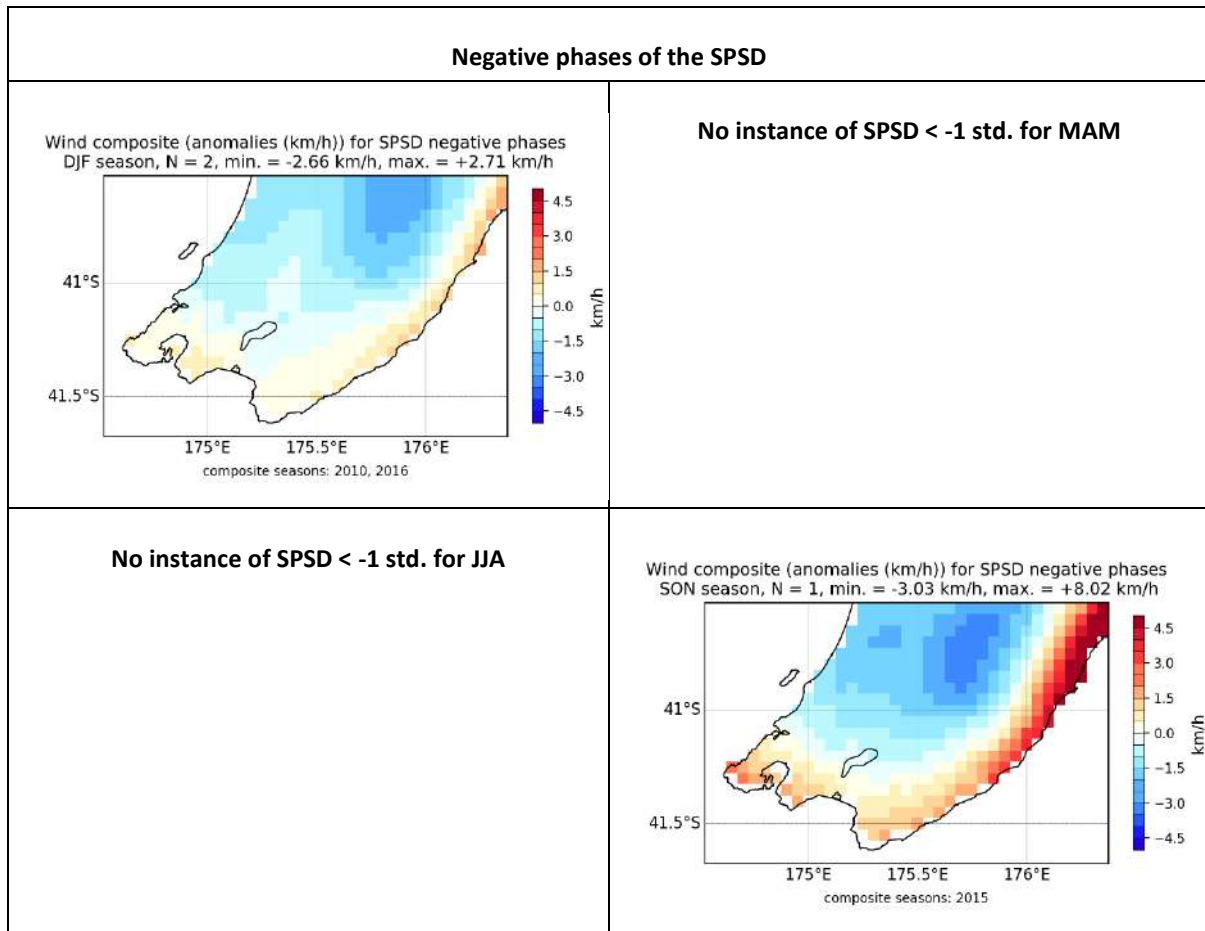 Negative phases of the SPSD
Wind composite (anomalies (km/h)) for SPSD negative phases
DJF season, N = 2, min. = -2.66 km/h, max. = +2.71 km/h
4.5
3.0
1.5
0.0
−1.5
−3.0
−4.5
km/h
41°S
41.5°S
175°E 175.5°E 176°E
composite seasons: 2010, 2016
No instance of SPSD < -1 std. for MAM
No instance of SPSD < -1 std. for JJA
Wind composite (anomalies (km/h)) for SPSD negative phases
SON season, N = 1, min. = -3.03 km/h, max. = +8.02 km/h
4.5
3.0
1.5
0.0
−1.5
−3.0
−4.5
km/h
41°S
41.5°S
175°E 175.5°E 176°E
composite seasons: 2015